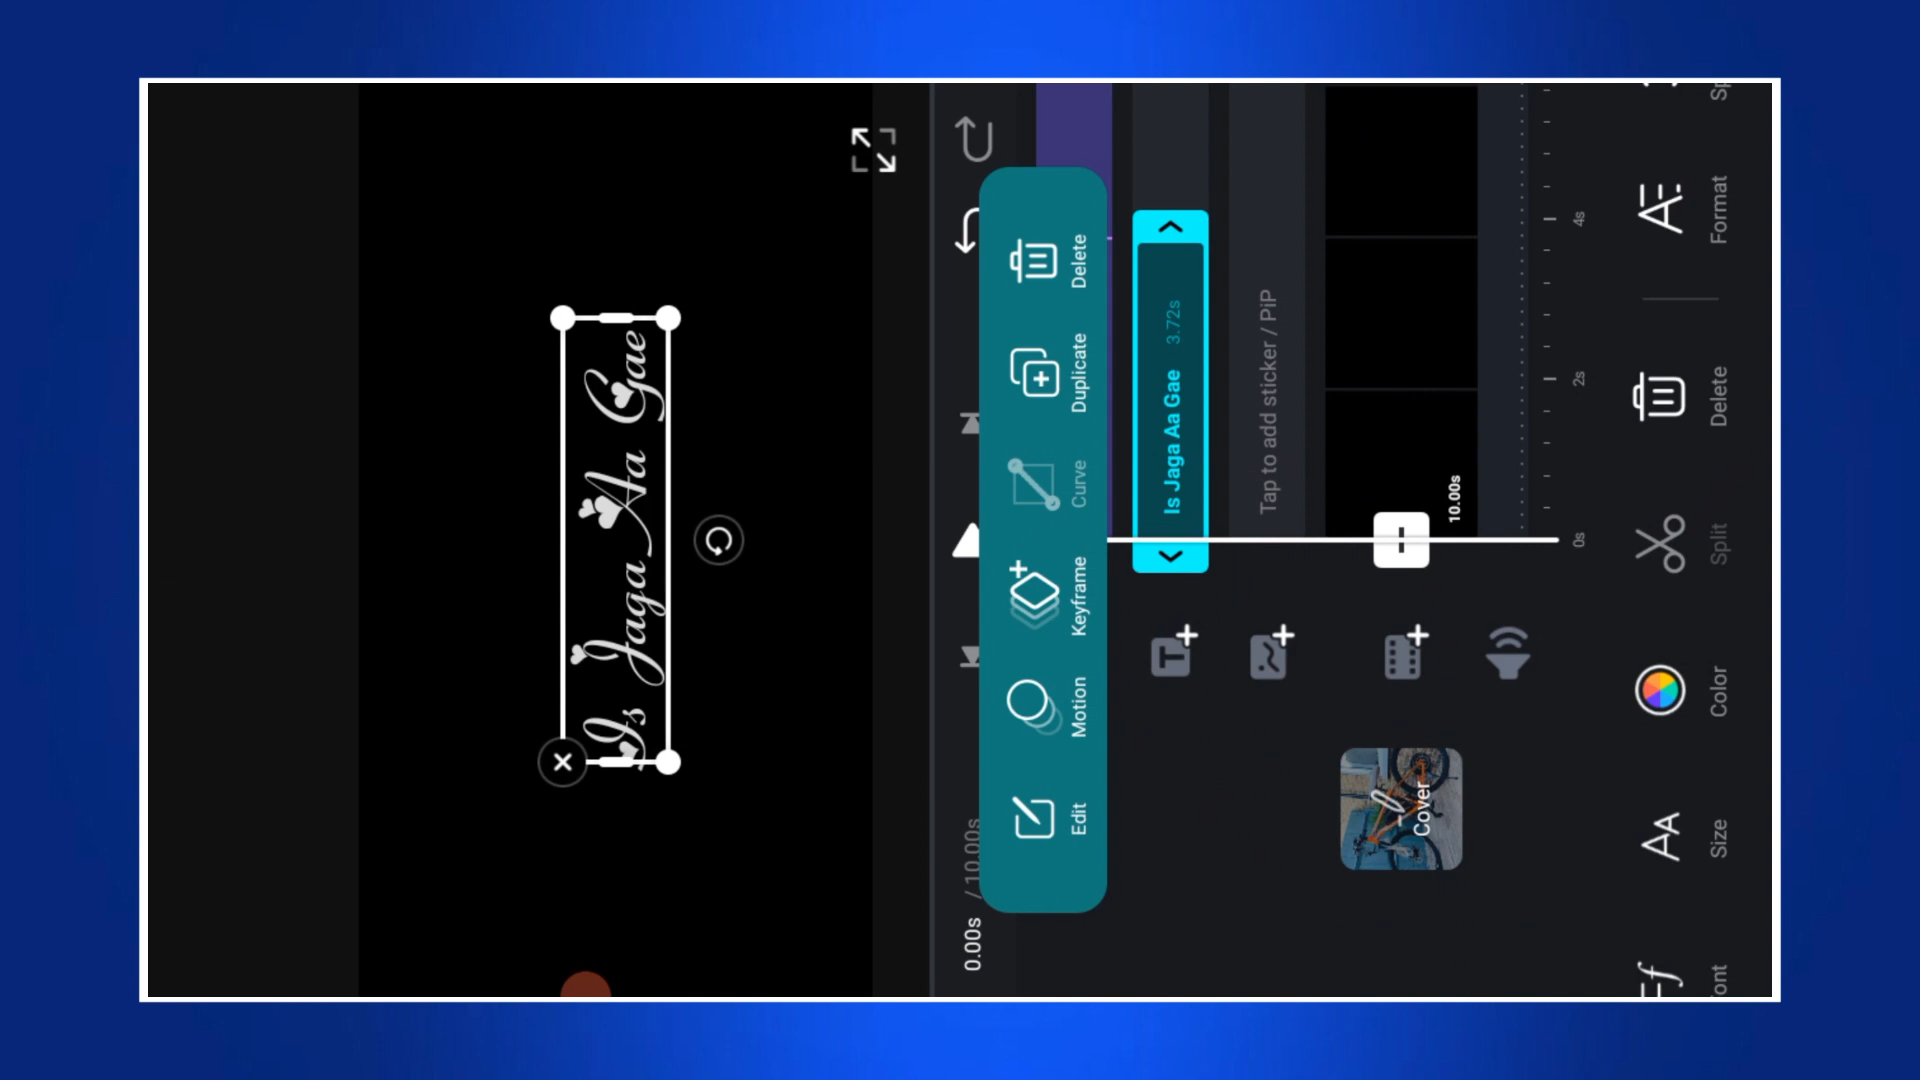 Is Jaga Aa Gae
0.00s / 10.00s
Edit
Motion
Keyframe
Curve
Duplicate
Delete
Is Jaga Aa Gae 3.72s
Tap to add sticker / PiP
Cover
10.00s
0s
2s
4s
Size
Color
Split
Delete
Format